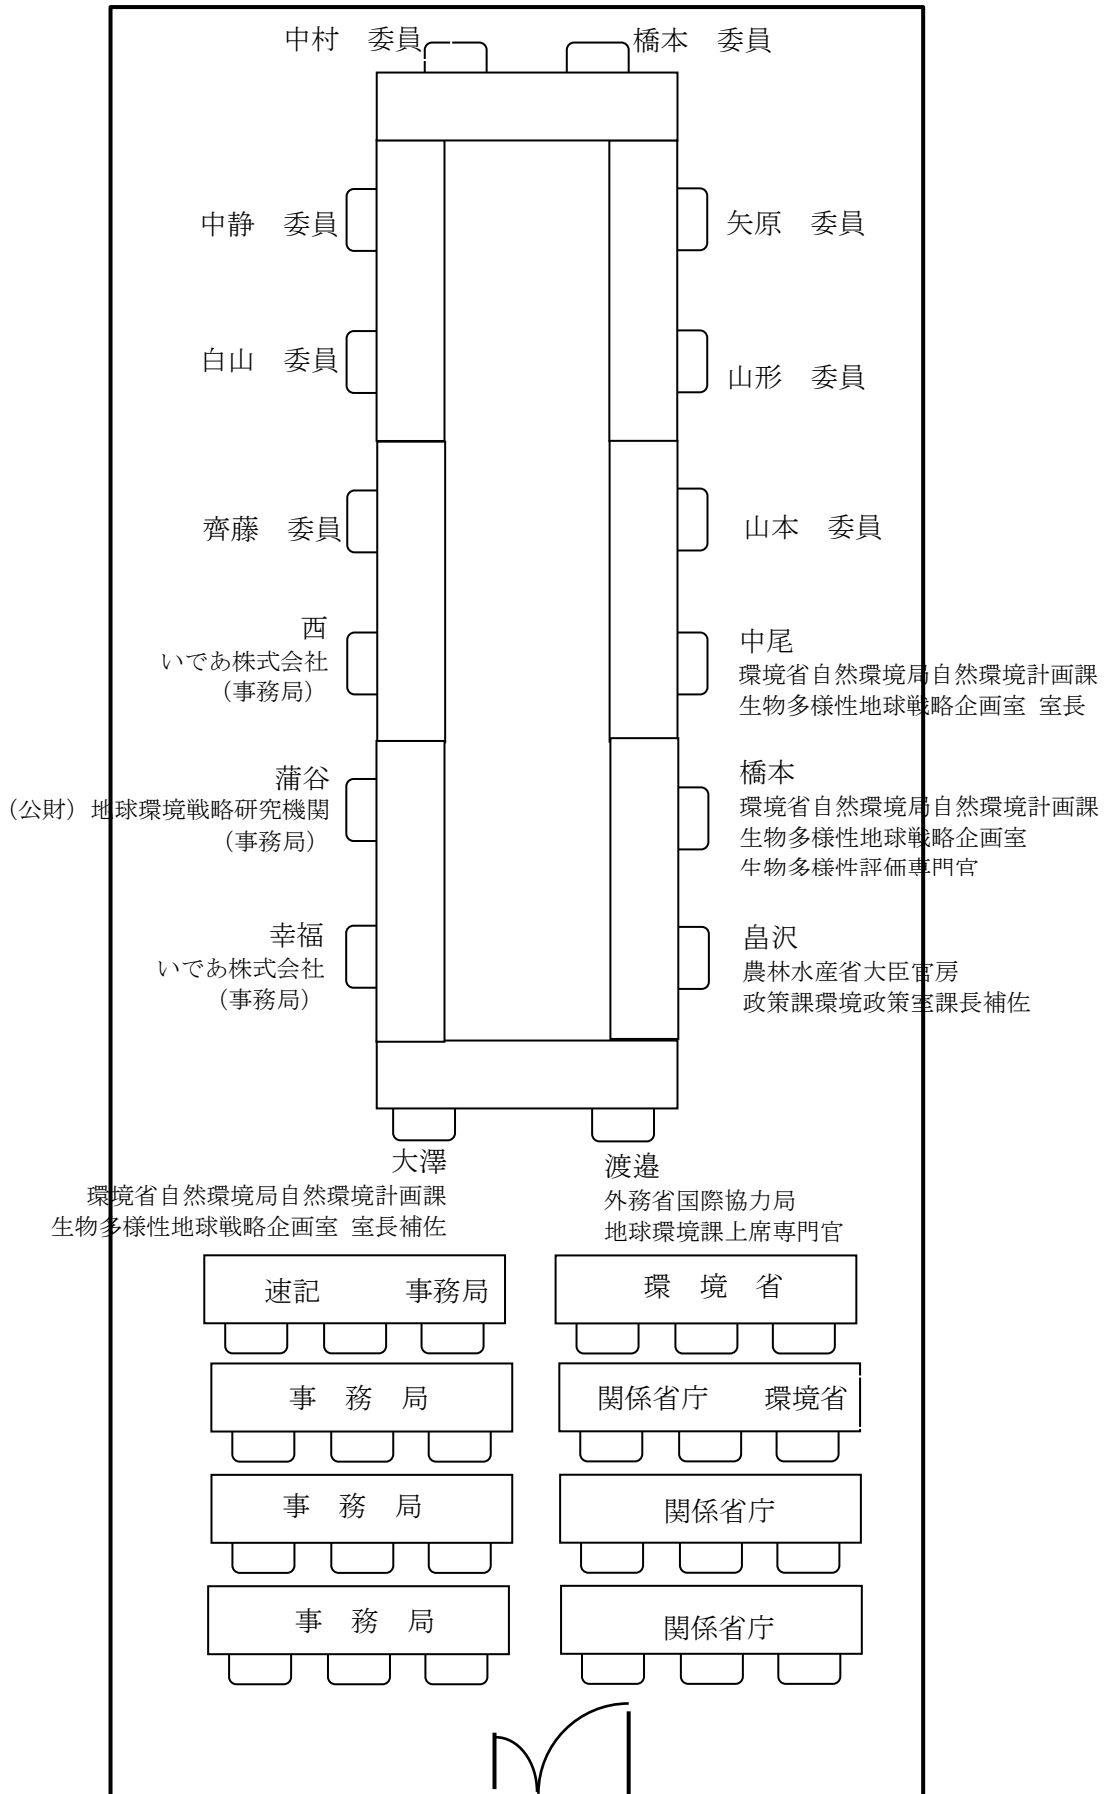 中村　委員
橋本　委員
中静　委員
矢原　委員
白山　委員
山形　委員
齊藤　委員
山本　委員
西
いであ株式会社
（事務局）
中尾
環境省自然環境局自然環境計画課
生物多様性地球戦略企画室 室長
蒲谷
（公財）地球環境戦略研究機関
（事務局）
橋本
環境省自然環境局自然環境計画課
生物多様性地球戦略企画室
生物多様性評価専門官
幸福
いであ株式会社
（事務局）
畠沢
農林水産省大臣官房
政策課環境政策室課長補佐
大澤
環境省自然環境局自然環境計画課
生物多様性地球戦略企画室 室長補佐
渡邉
外務省国際協力局
地球環境課上席専門官
速記　　　事務局
環　境　省
事　務　局
関係省庁　　環境省
事　務　局
関係省庁
事　務　局
関係省庁